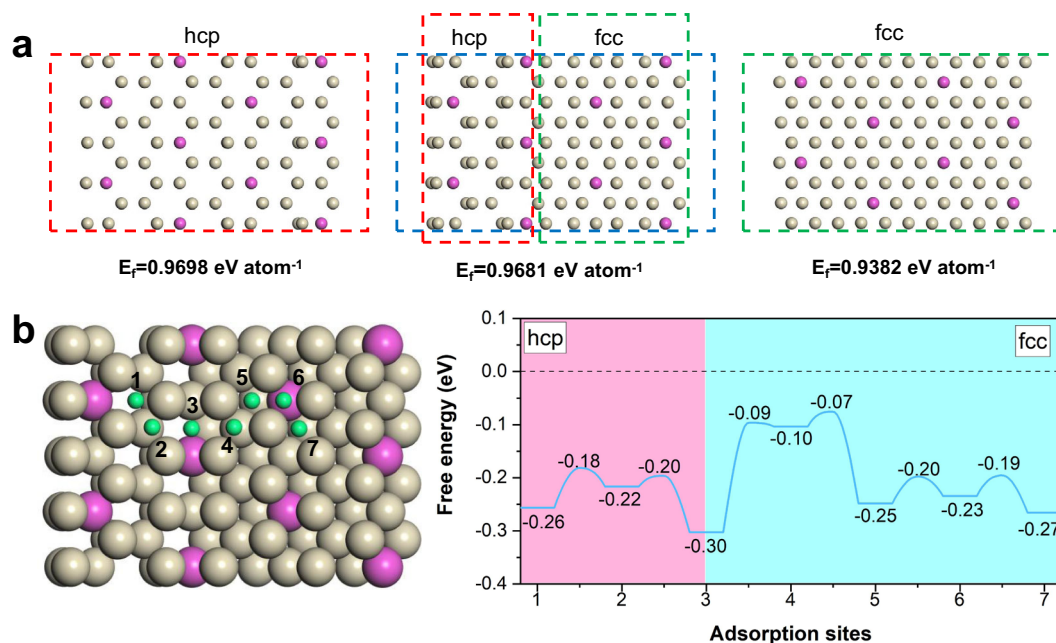 a
hcp
hcp
fcc
fcc
E_f=0.9698 eV atom⁻¹
E_f=0.9681 eV atom⁻¹
E_f=0.9382 eV atom⁻¹
b
1
2
3
4
5
6
7
hcp
fcc
Free energy (eV)
0.1
0.0
-0.1
-0.2
-0.3
-0.4
-0.26
-0.18
-0.22
-0.20
-0.30
-0.09
-0.10
-0.07
-0.25
-0.20
-0.23
-0.19
-0.27
1 2 3 4 5 6 7
Adsorption sites